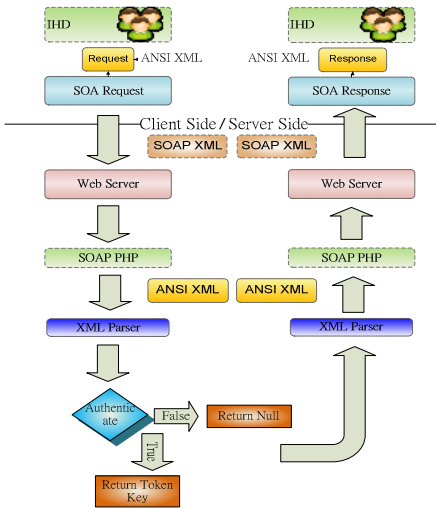 IHD
IHD
Request
ANSI XML
ANSI XML
Response
SOA Request
SOA Response
Client Side / Server Side
SOAP XML
SOAP XML
Web Server
Web Server
SOAP PHP
SOAP PHP
ANSI XML
ANSI XML
XML Parser
XML Parser
Authentic
ate
False
Return Null
True
Return Token
Key